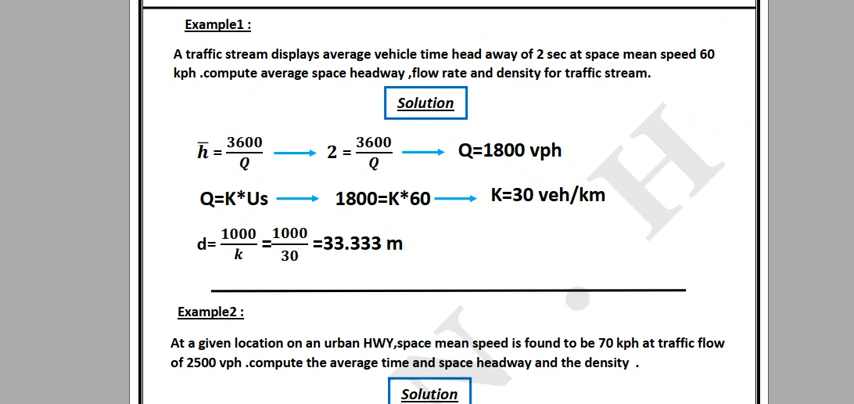 Example1 :
A traffic stream displays average vehicle time head away of 2 sec at space mean speed 60
kph .compute average space headway ,flow rate and density for traffic stream.
Solution
h̅ = 3600/Q → 2 = 3600/Q → Q=1800 vph
Q=K*Us → 1800=K*60 → K=30 veh/km
d= 1000/k = 1000/30 =33.333 m
Example2 :
At a given location on an urban HWY,space mean speed is found to be 70 kph at traffic flow
of 2500 vph .compute the average time and space headway and the density .
Solution
N . H